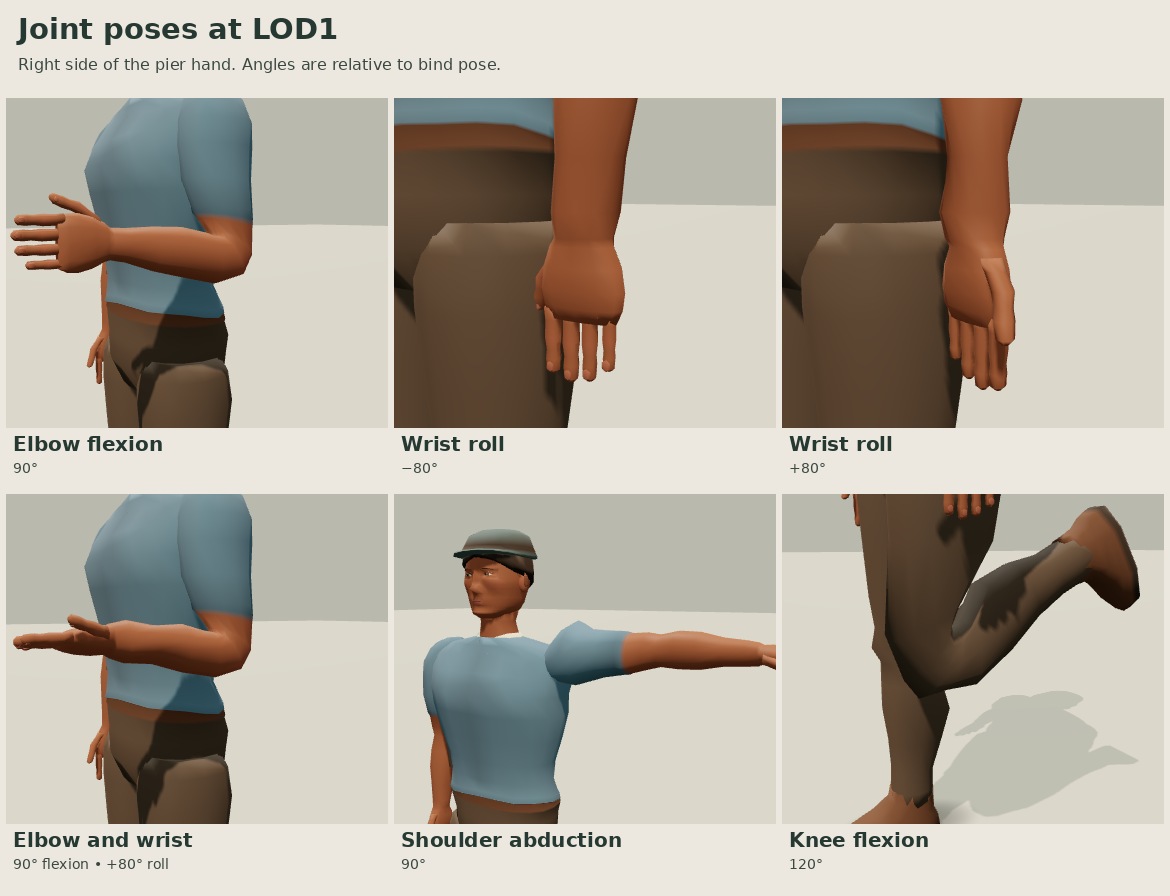 Joint poses at LOD1
Right side of the pier hand. Angles are relative to bind pose.
Elbow flexion
90°
Wrist roll
−80°
Wrist roll
+80°
Elbow and wrist
90° flexion • +80° roll
Shoulder abduction
90°
Knee flexion
120°